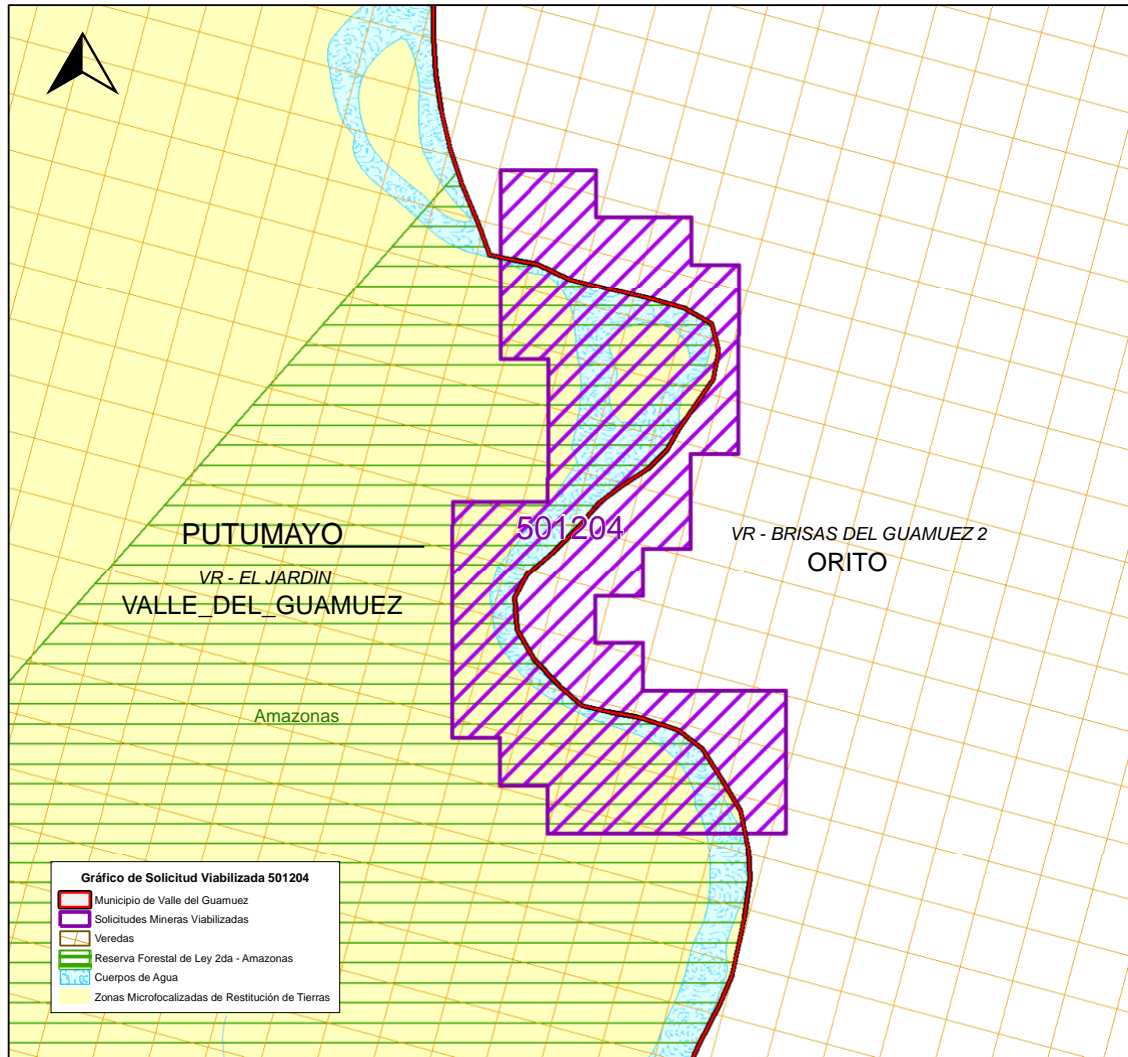 501204
PUTUMAYO
VR - EL JARDIN
VALLE_DEL_GUAMUEZ
VR - BRISAS DEL GUAMUEZ 2
ORITO
Amazonas
Gráfico de Solicitud Viabilizada 501204
Municipio de Valle del Guamuez
Solicitudes Mineras Viabilizadas
Veredas
Reserva Forestal de Ley 2da - Amazonas
Cuerpos de Agua
Zonas Microfocalizadas de Restitución de Tierras